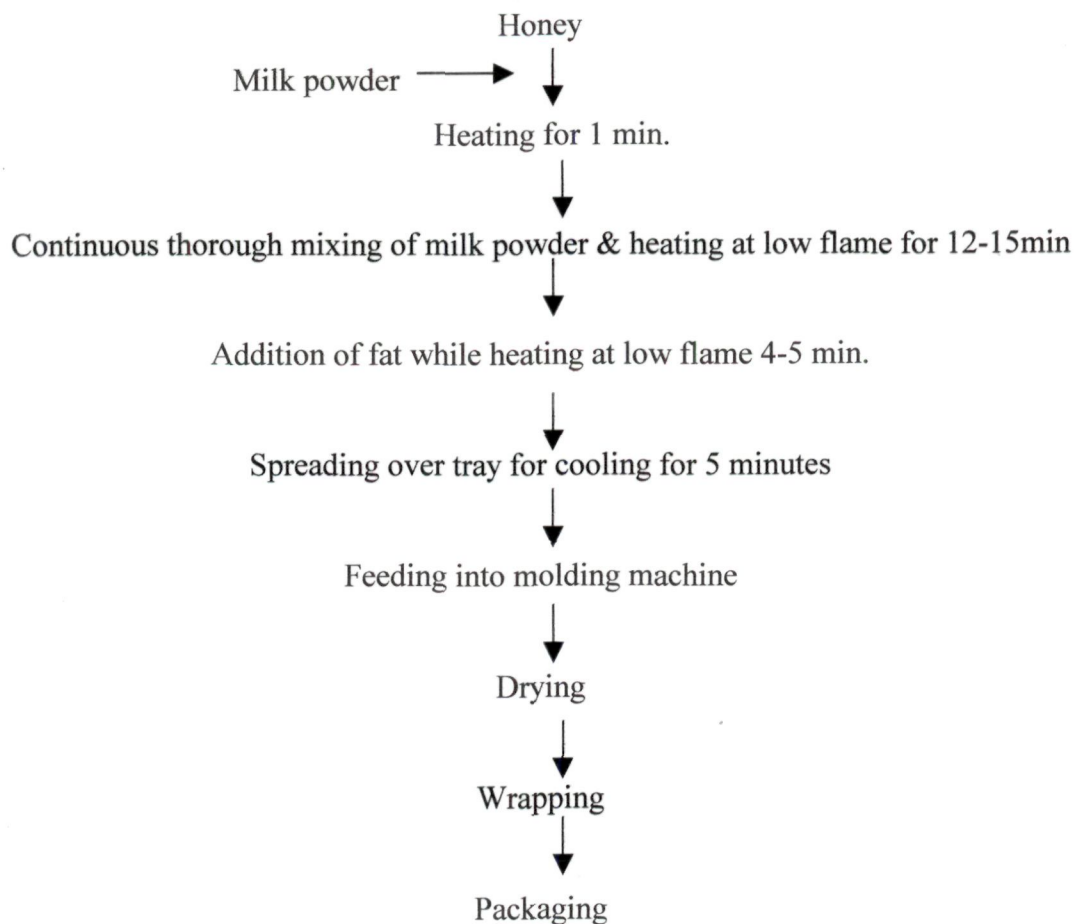 Honey
Milk powder
Heating for 1 min.
Continuous thorough mixing of milk powder & heating at low flame for 12-15min
Addition of fat while heating at low flame 4-5 min.
Spreading over tray for cooling for 5 minutes
Feeding into molding machine
Drying
Wrapping
Packaging